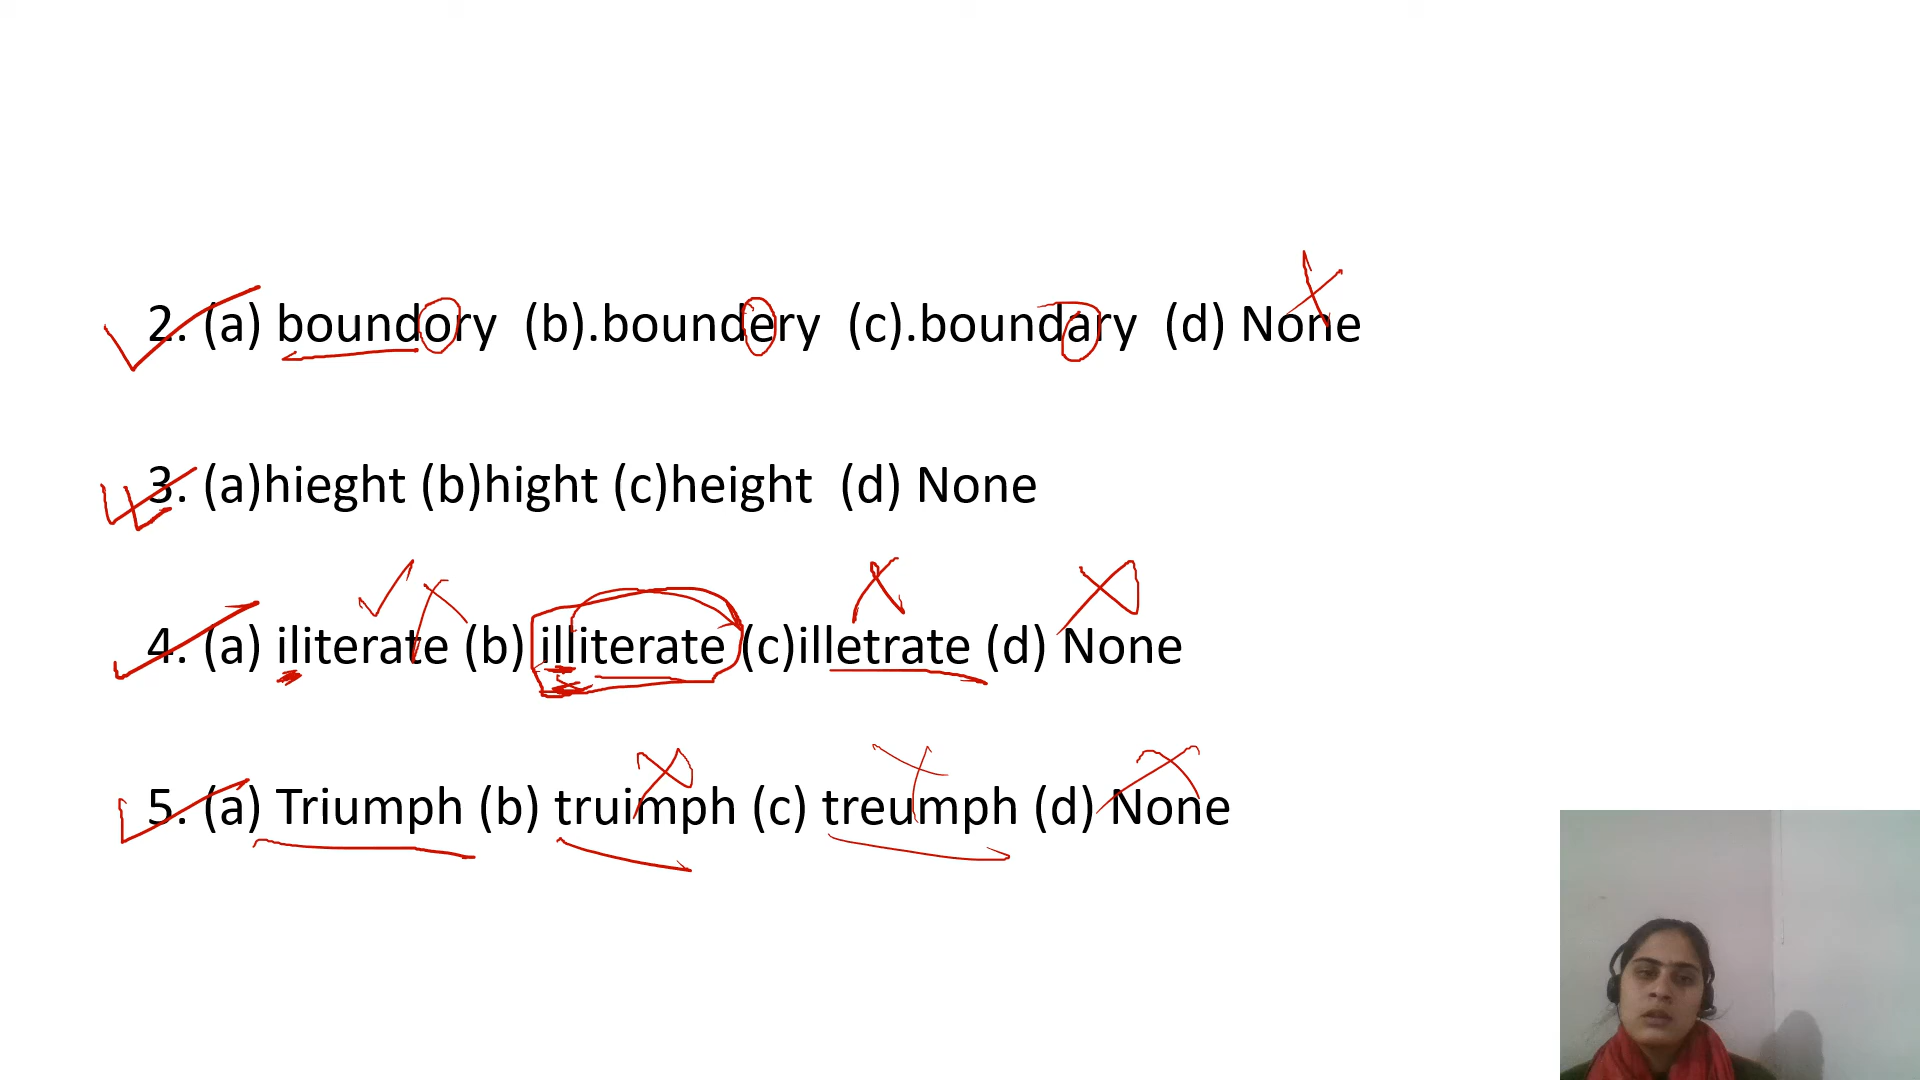 2. (a) boundory (b).boundery (c).boundary (d) None
3. (a)hieght (b)hight (c)height (d) None
4. (a) iliterate (b) illiterate (c)illetrate (d) None
5. (a) Triumph (b) truimph (c) treumph (d) None